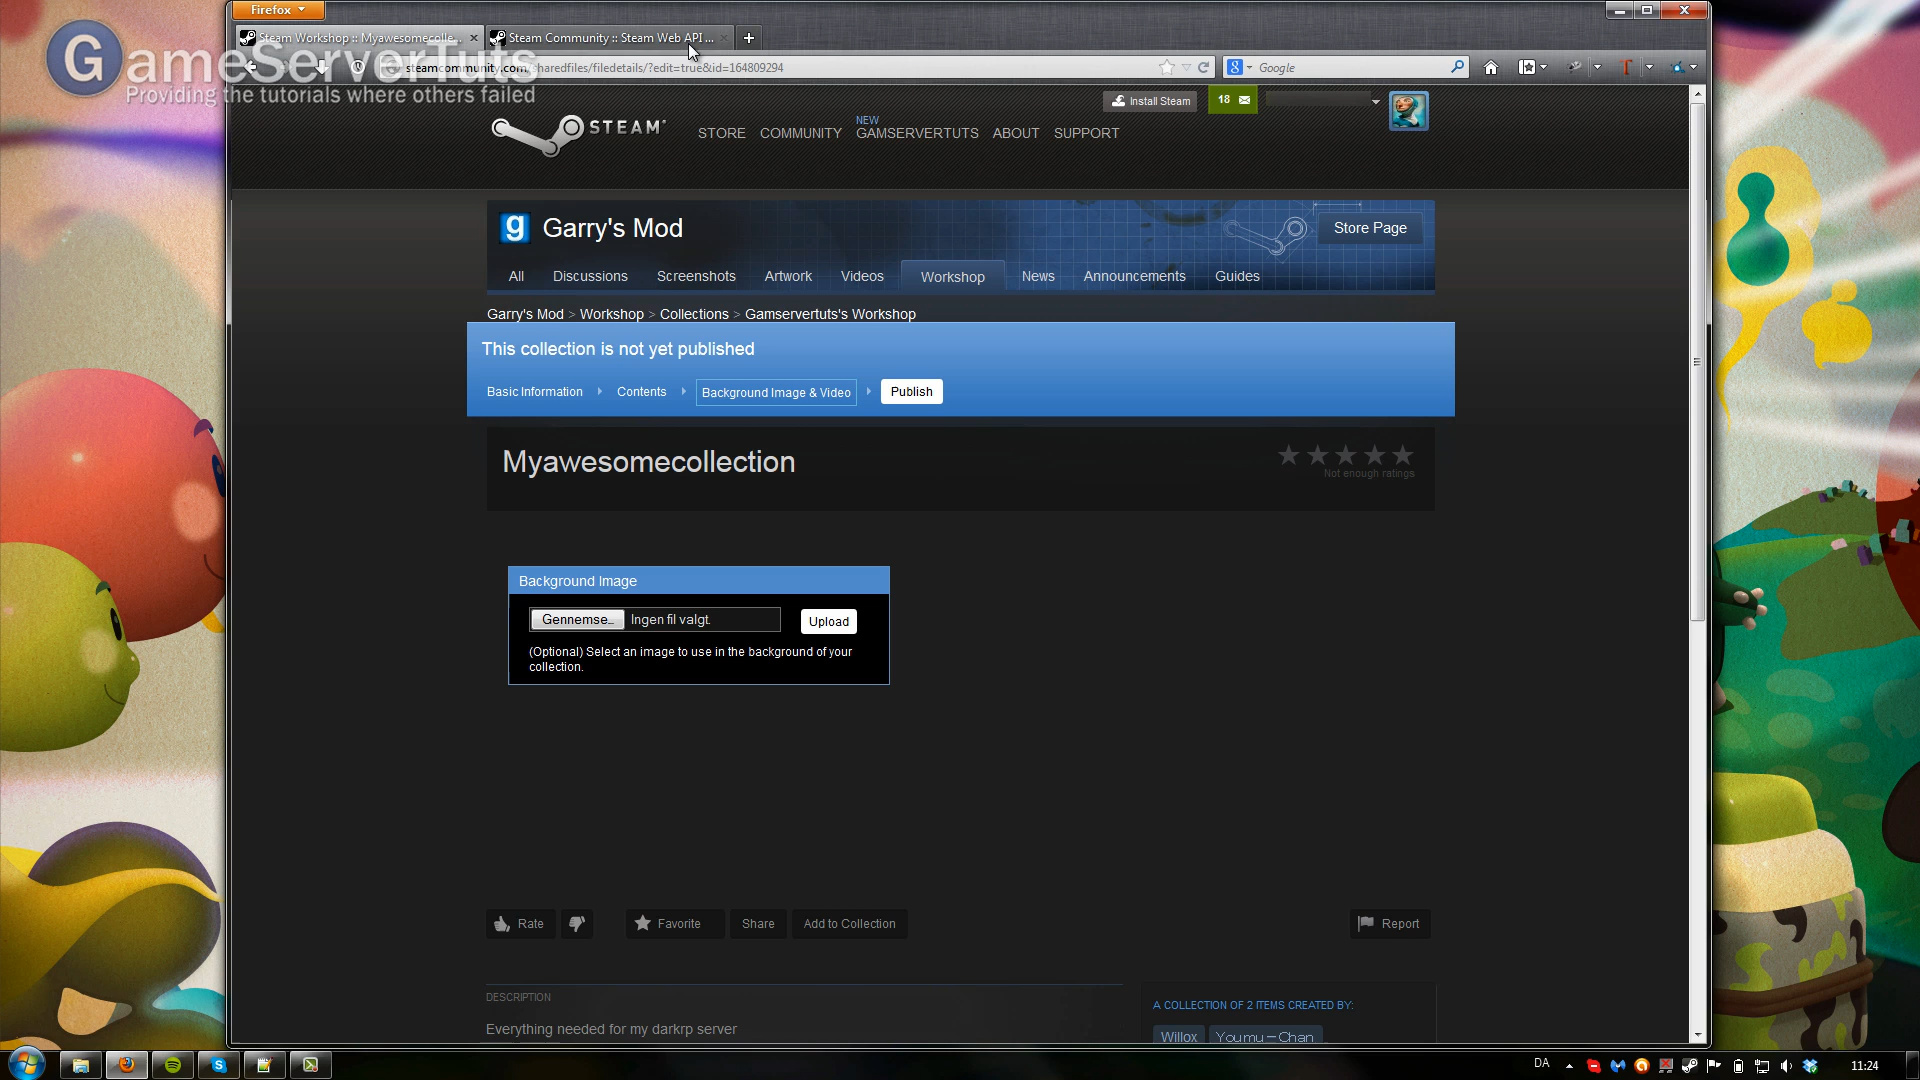 Firefox
Steam Workshop :: Myawesomecolle...
Steam Community :: Steam Web API ...
GameServerTuts
Providing the tutorials where others failed
steamcommunity.com/sharedfiles/filedetails/?edit=true&id=164809294
Google
Install Steam
18
STEAM
STORE
COMMUNITY
NEW
GAMSERVERTUTS
ABOUT
SUPPORT
Garry's Mod
Store Page
All
Discussions
Screenshots
Artwork
Videos
Workshop
News
Announcements
Guides
Garry's Mod > Workshop > Collections > Gamservertuts's Workshop
This collection is not yet published
Basic Information
Contents
Background Image & Video
Publish
Myawesomecollection
Not enough ratings
Background Image
Gennemse...
Ingen fil valgt.
Upload
(Optional) Select an image to use in the background of your
collection.
Rate
Favorite
Share
Add to Collection
Report
DESCRIPTION
Everything needed for my darkrp server
A COLLECTION OF 2 ITEMS CREATED BY:
Willox
Youmu-Chan
DA
11:24